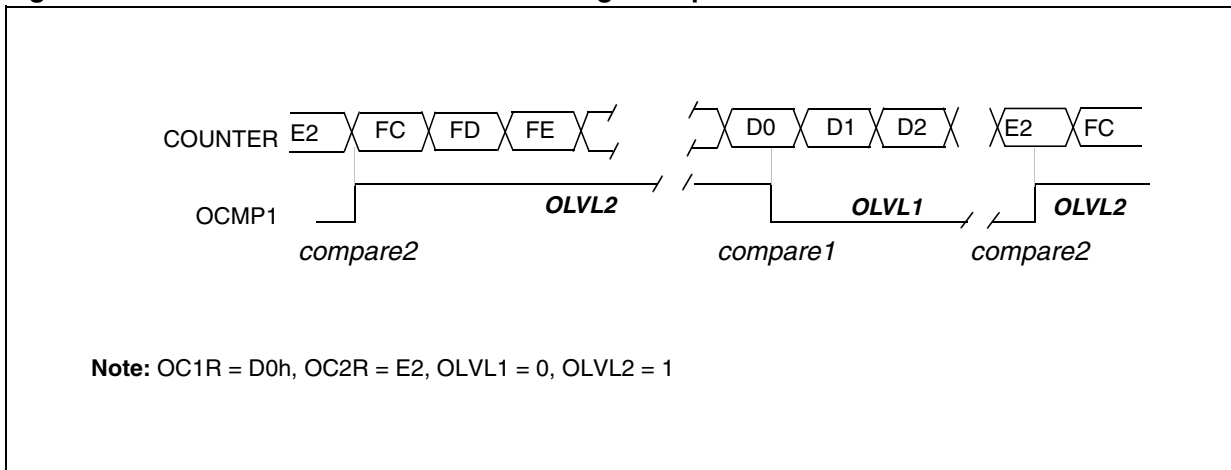 COUNTER E2 FC FD FE D0 D1 D2 E2 FC
OCMP1 OLVL2 OLVL1 OLVL2
compare2 compare1 compare2
Note: OC1R = D0h, OC2R = E2, OLVL1 = 0, OLVL2 = 1